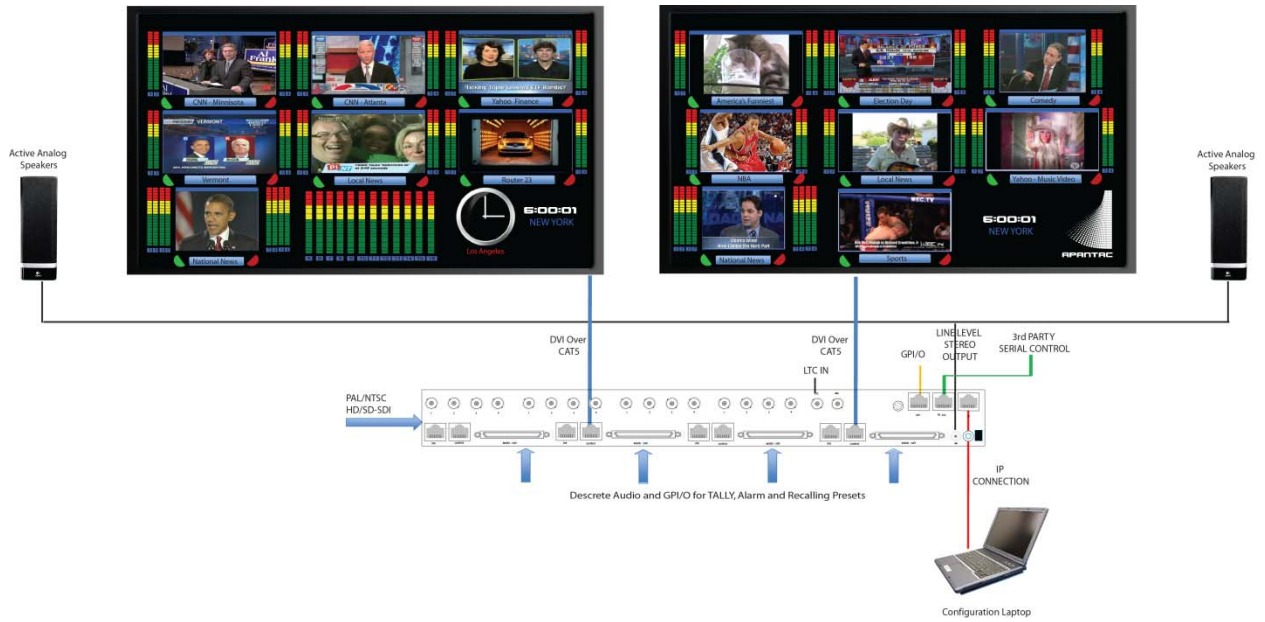 CNN - Minnisota
CNN - Atlanta
Yahoo Finance
Vermont
Local News
Router 23
National News
Los Angeles
6:00:01
NEW YORK
America's Funniest
Election Day
Comedy
NBA
Local News
Yahoo - Music Video
National News
Sports
6:00:01
NEW YORK
APANTAC
Active Analog
Speakers
Active Analog
Speakers
DVI Over
CAT5
DVI Over
CAT5
LTC IN
GPI/O
LINE LEVEL
STEREO
OUTPUT
3rd PARTY
SERIAL CONTROL
PAL/NTSC
HD/SD-SDI
Descrete Audio and GPI/O for TALLY, Alarm and Recalling Presets
IP
CONNECTION
Configuration Laptop